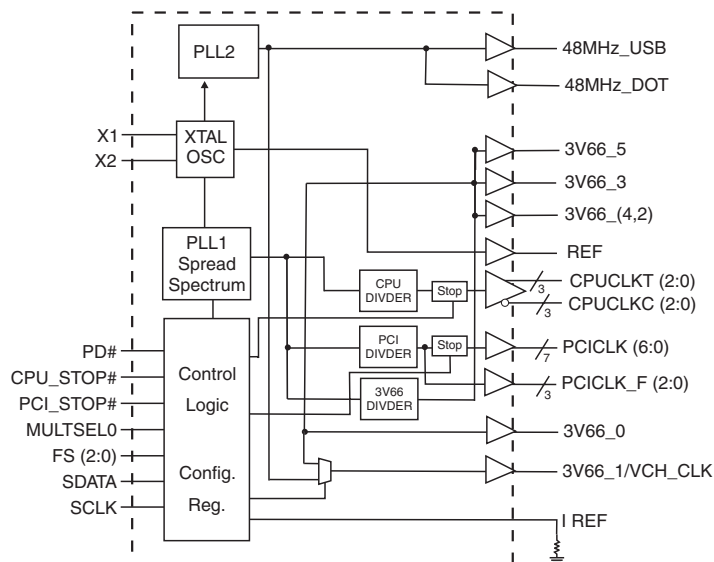 PLL2
48MHz_USB
48MHz_DOT
X1
X2
XTAL
OSC
3V66_5
3V66_3
3V66_(4,2)
REF
PLL1
Spread
Spectrum
CPU
DIVDER
Stop
3
CPUCLKT (2:0)
3
CPUCLKC (2:0)
PCI
DIVDER
Stop
7
PCICLK (6:0)
3
PCICLK_F (2:0)
3V66
DIVDER
3V66_0
3V66_1/VCH_CLK
I REF
PD#
CPU_STOP#
PCI_STOP#
MULTSEL0
FS (2:0)
SDATA
SCLK
Control
Logic
Config.
Reg.